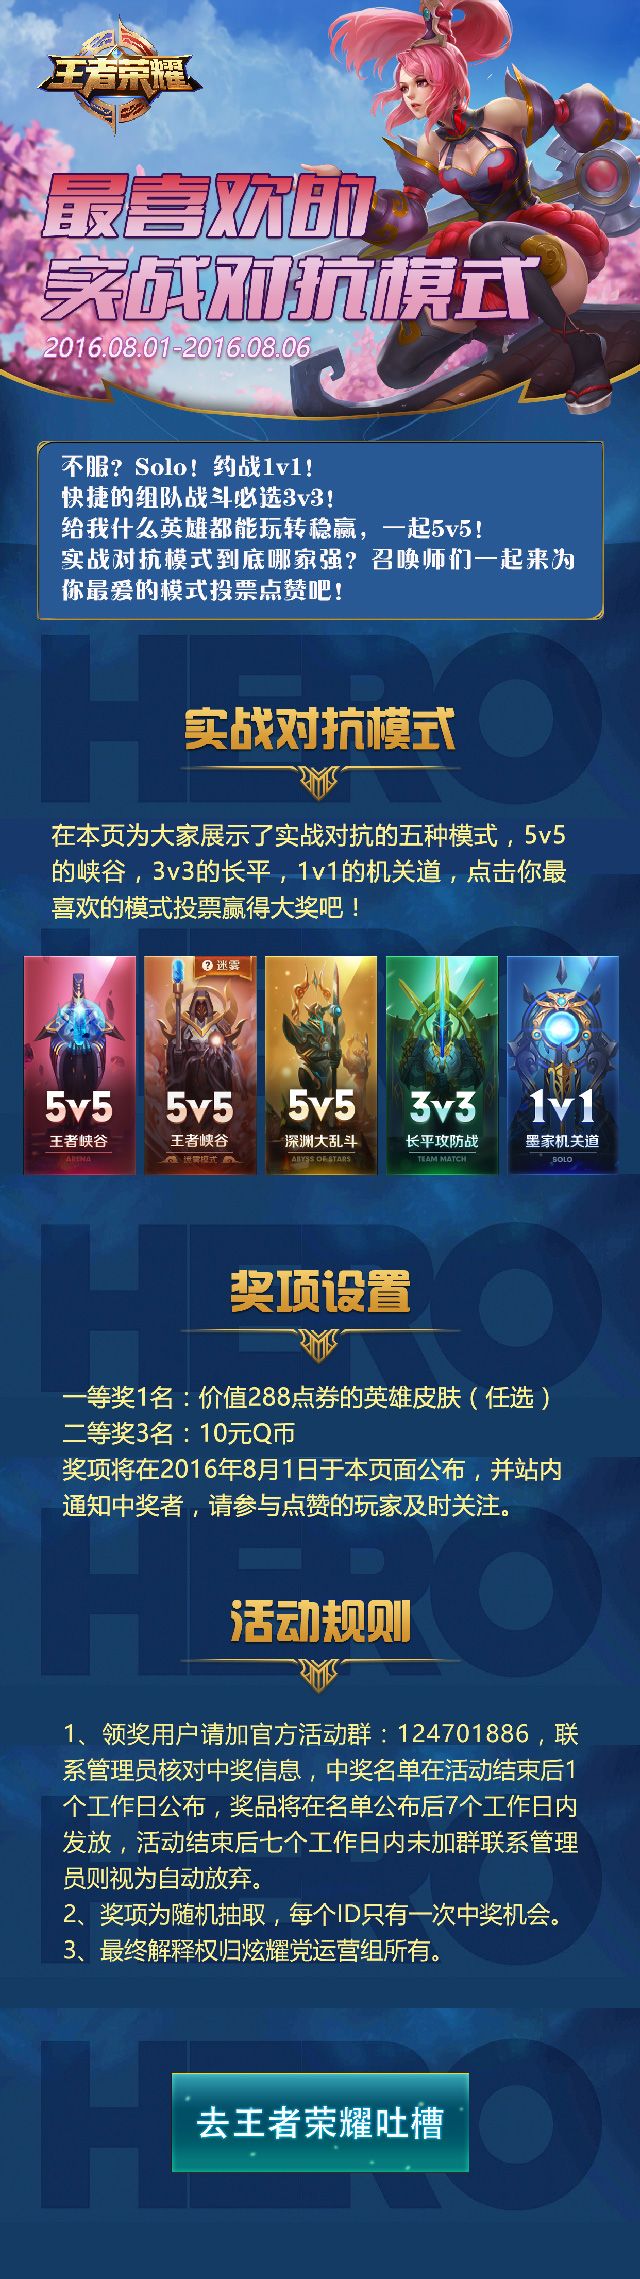 王者荣耀
最喜欢的
实战对抗模式
2016.08.01-2016.08.06
不服？Solo！约战1v1！
快捷的组队战斗必选3v3！
给我什么英雄都能玩转稳赢，一起5v5！
实战对抗模式到底哪家强？召唤师们一起来为
你最爱的模式投票点赞吧！
HERO
实战对抗模式
在本页为大家展示了实战对抗的五种模式，5v5
的峡谷，3v3的长平，1v1的机关道，点击你最
喜欢的模式投票赢得大奖吧！
5v5
王者峡谷
ARENA
?迷雾
5v5
王者峡谷
迷雾模式
5v5
深渊大乱斗
ABYSS OF STARS
3v3
长平攻防战
TEAM MATCH
1v1
墨家机关道
SOLO
HERO
奖项设置
一等奖1名：价值288点券的英雄皮肤（任选）
二等奖3名：10元Q币
奖项将在2016年8月1日于本页面公布，并站内
通知中奖者，请参与点赞的玩家及时关注。
HERO
活动规则
1、领奖用户请加官方活动群：124701886，联
系管理员核对中奖信息，中奖名单在活动结束后1
个工作日公布，奖品将在名单公布后7个工作日内
发放，活动结束后七个工作日内未加群联系管理
员则视为自动放弃。
2、奖项为随机抽取，每个ID只有一次中奖机会。
3、最终解释权归炫耀党运营组所有。
HERO
去王者荣耀吐槽